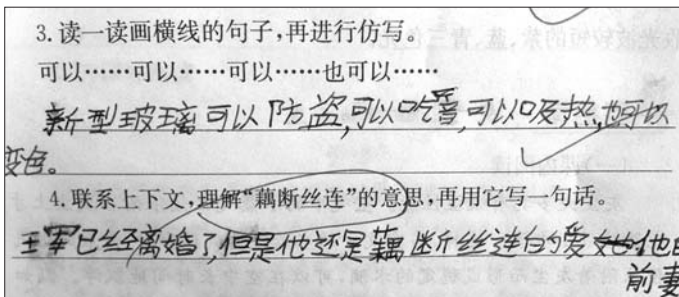 3.读一读画横线的句子,再进行仿写。
可以……可以……可以……也可以……
新型玻璃可以防盗,可以吃,可以吸热,也可以
变色。
4.联系上下文,理解“藕断丝连”的意思,再用它写一句话。
王军已经离婚了,但是他还是藕断丝连的爱他的
前妻